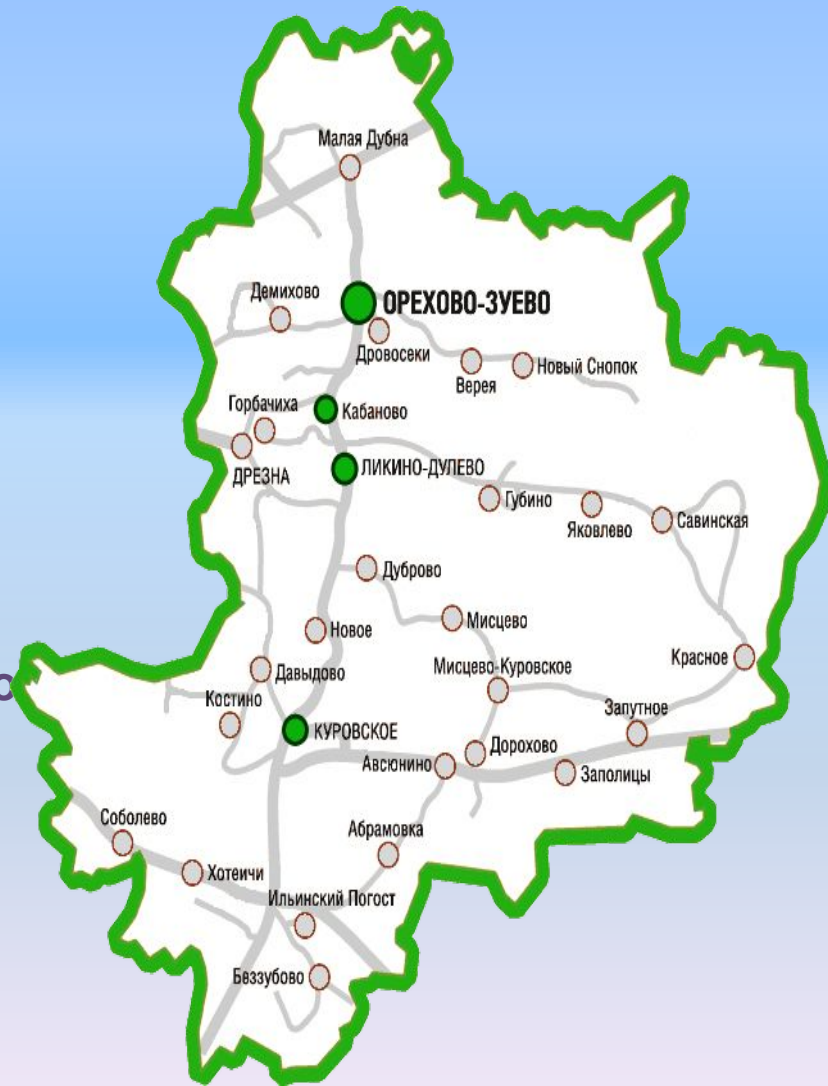 Малая Дубна
Демихово
ОРЕХОВО-ЗУЕВО
Дровосеки
Верея
Новый Снопок
Горбачиха
Кабаново
ДРЕЗНА
ЛИКИНО-ДУЛЕВО
Губино
Яковлево
Савинская
Дуброво
Новое
Мисцево
Давыдово
Мисцево-Куровское
Красное
Костино
КУРОВСКОЕ
Запутное
Авсюнино
Дорохово
Заполицы
Соболево
Абрамовка
Хотеичи
Ильинский Погост
Беззубово